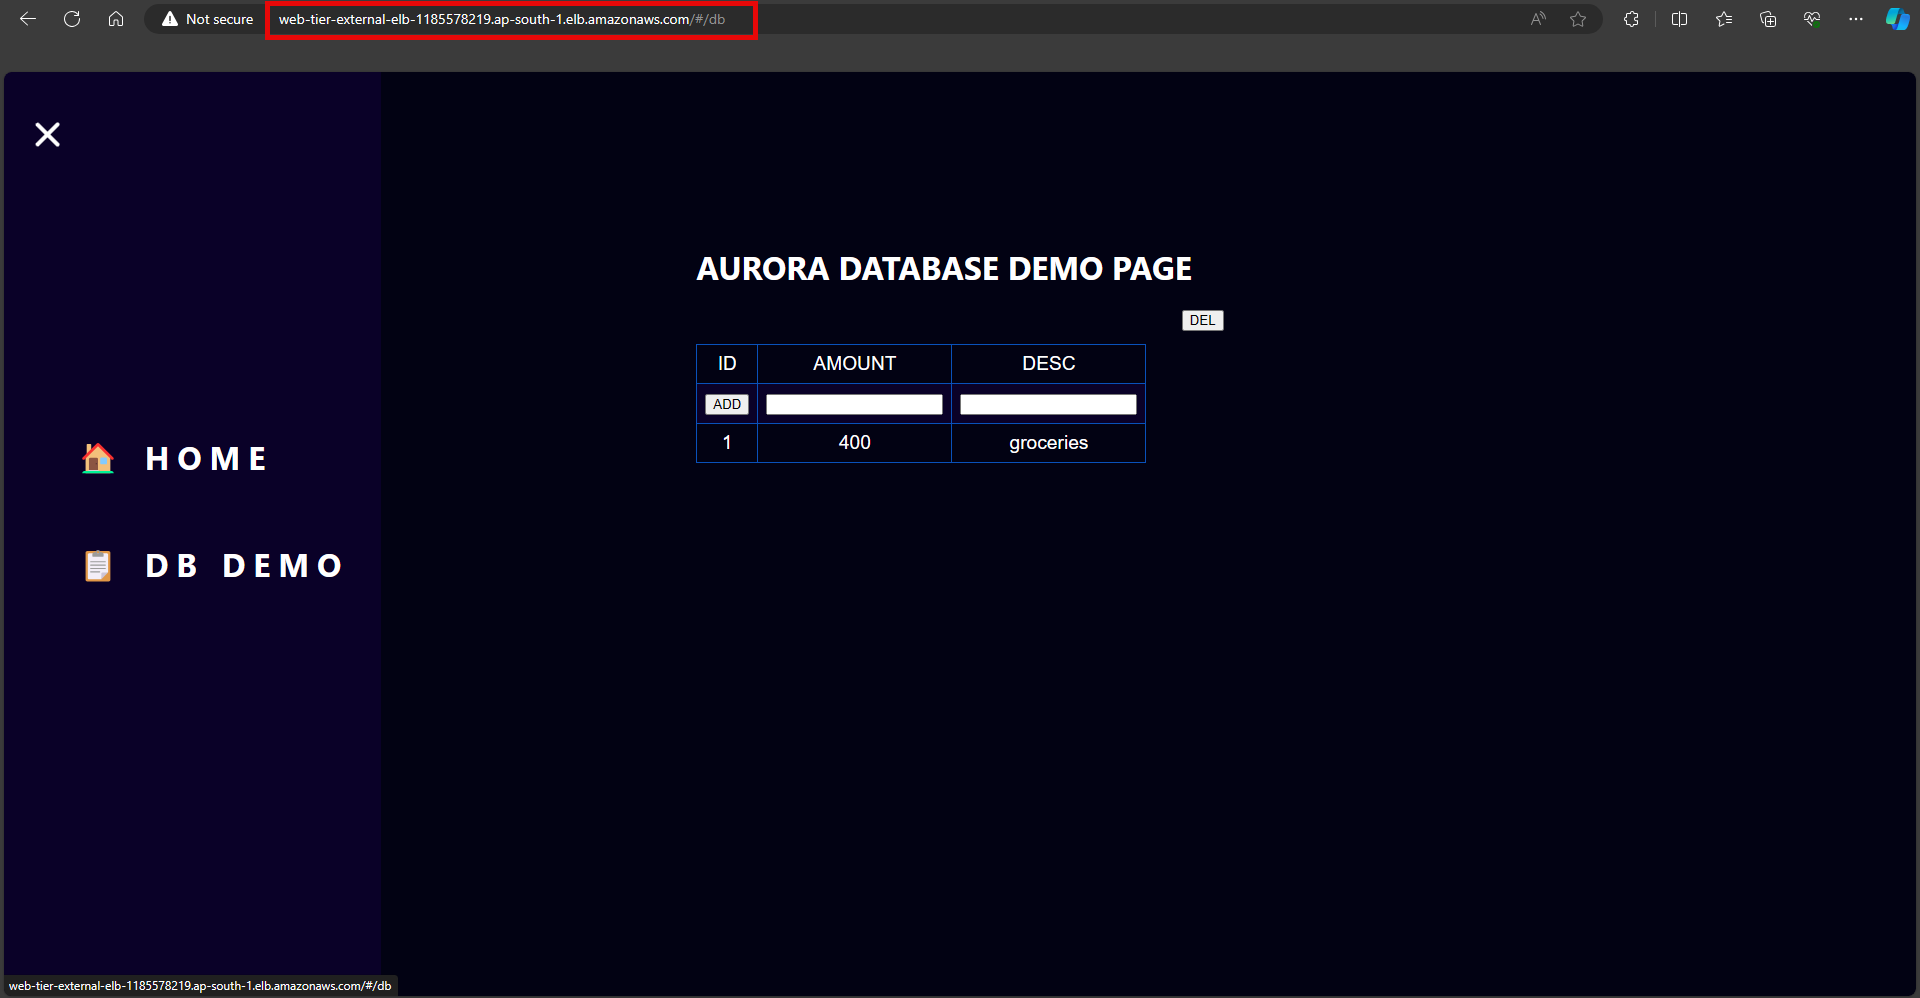 Not secure web-tier-external-elb-1185578219.ap-south-1.elb.amazonaws.com/#/db
AURORA DATABASE DEMO PAGE
DEL
ID AMOUNT DESC
ADD
1 400 groceries
HOME
DB DEMO
web-tier-external-elb-1185578219.ap-south-1.elb.amazonaws.com/#/db